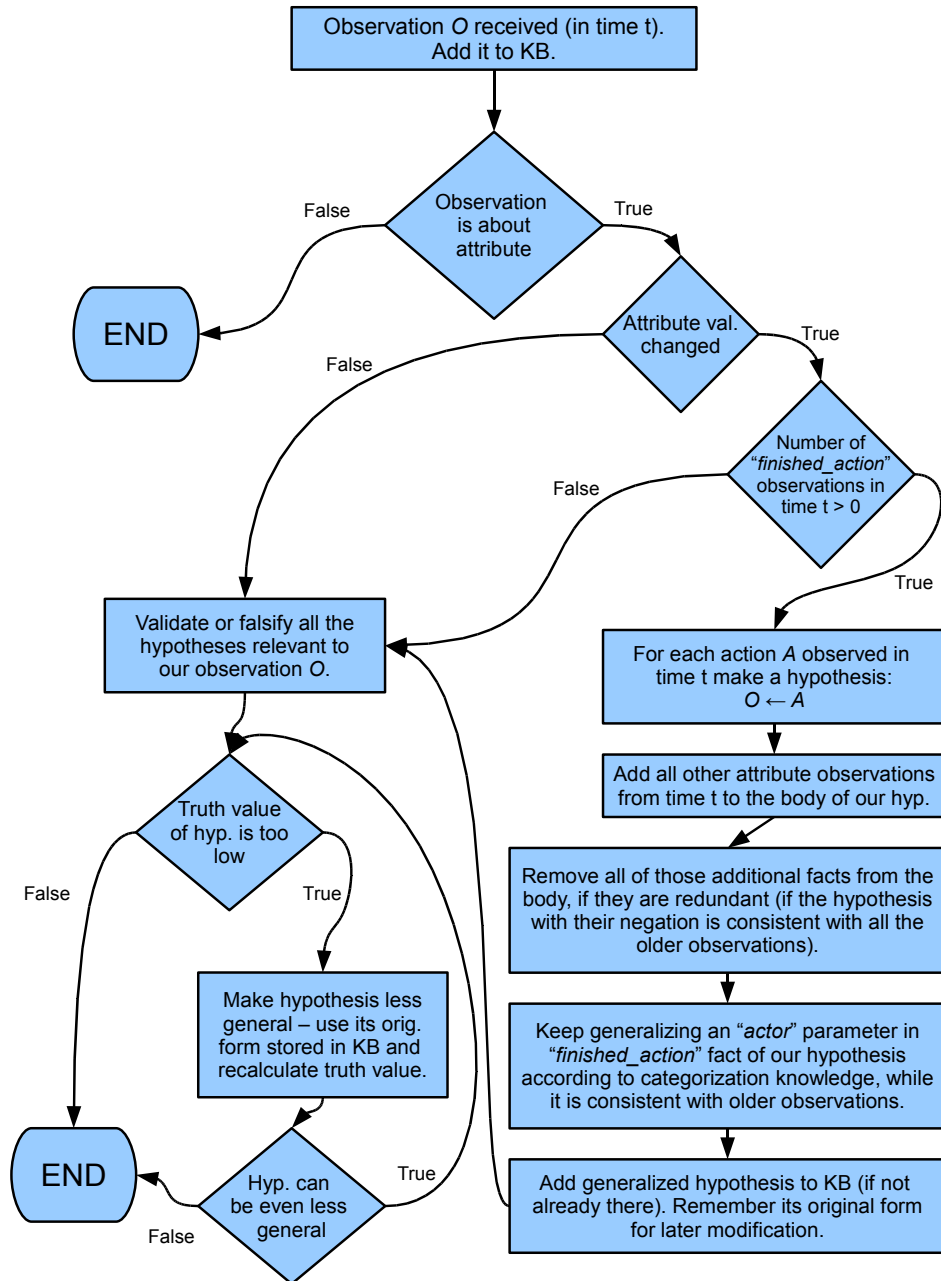 Observation O received (in time t).
Add it to KB.
Observation
is about
attribute
False
True
END
Attribute val.
changed
False
True
Number of
“finished_action”
observations in
time t > 0
False
True
Validate or falsify all the
hypotheses relevant to
our observation O.
For each action A observed in
time t make a hypothesis:
O ← A
Add all other attribute observations
from time t to the body of our hyp.
Truth value
of hyp. is too
low
False
True
Remove all of those additional facts from the
body, if they are redundant (if the hypothesis
with their negation is consistent with all the
older observations).
Make hypothesis less
general – use its orig.
form stored in KB and
recalculate truth value.
Keep generalizing an “actor” parameter in
“finished_action” fact of our hypothesis
according to categorization knowledge, while
it is consistent with older observations.
END
Hyp. can
be even less
general
True
False
Add generalized hypothesis to KB (if not
already there). Remember its original form
for later modification.